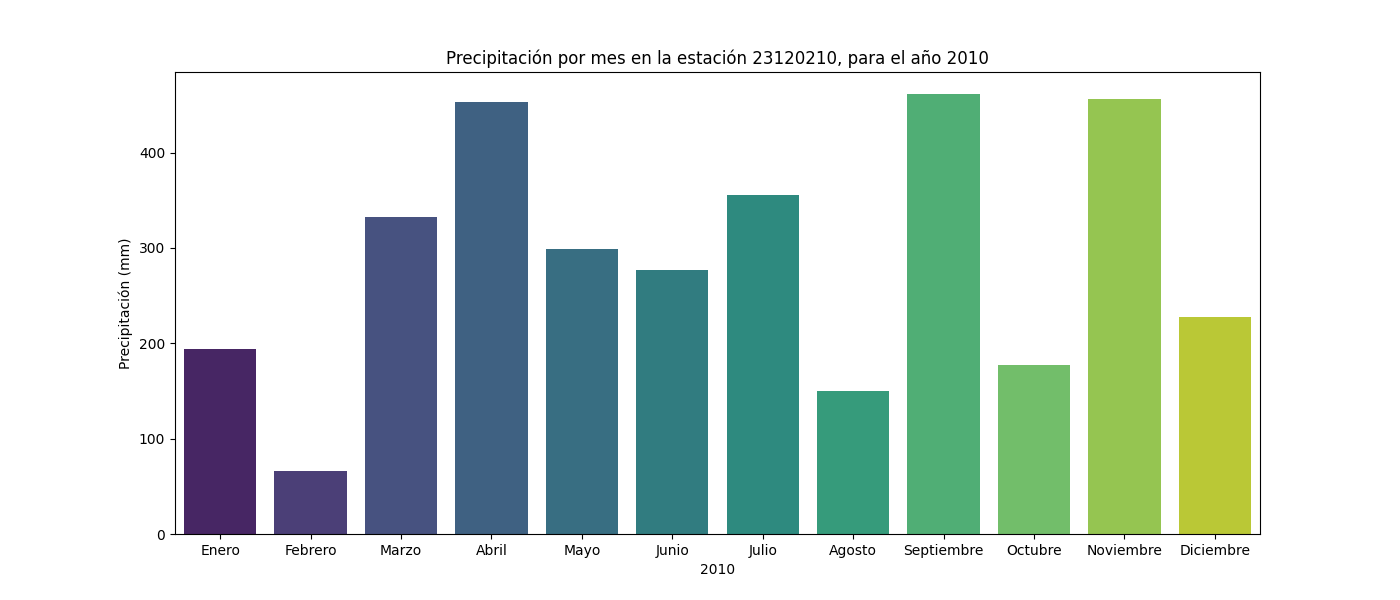 Precipitación por mes en la estación 23120210, para el año 2010
Precipitación (mm)
400
300
200
100
0
Enero Febrero Marzo Abril Mayo Junio Julio Agosto Septiembre Octubre Noviembre Diciembre
2010